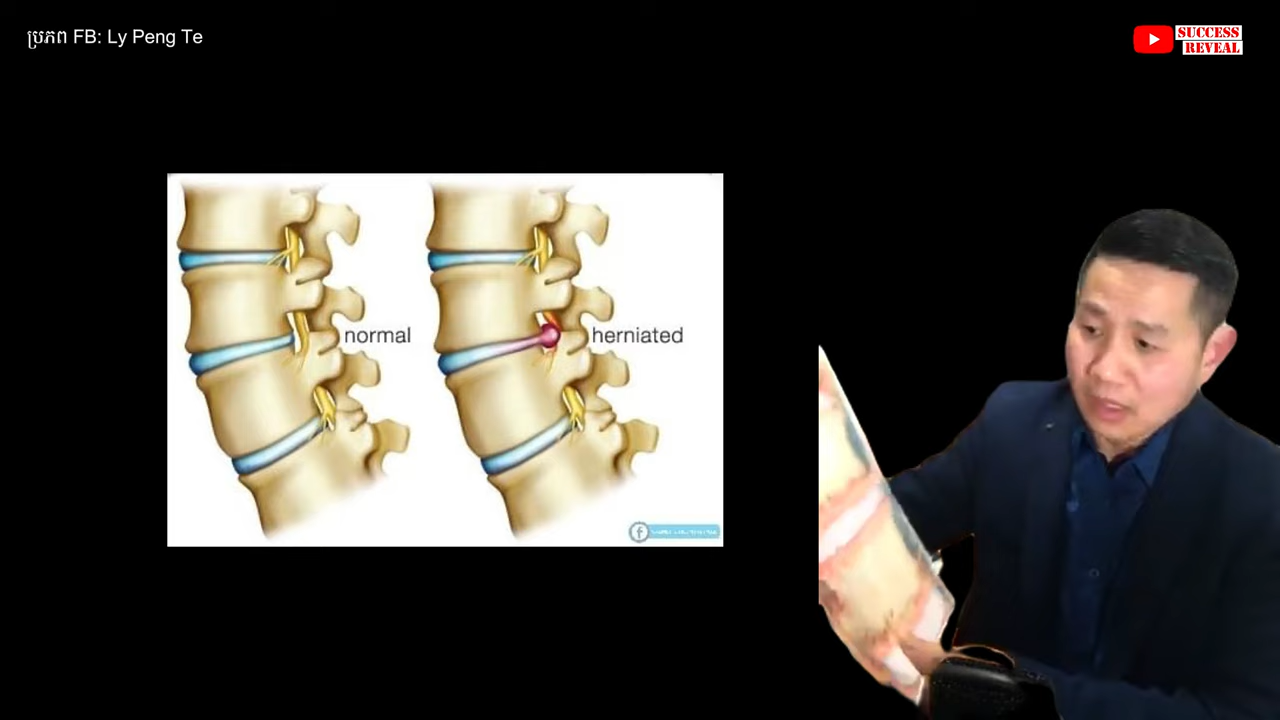 ប្រភព FB: Ly Peng Te
SUCCESS
REVEAL
normal
herniated